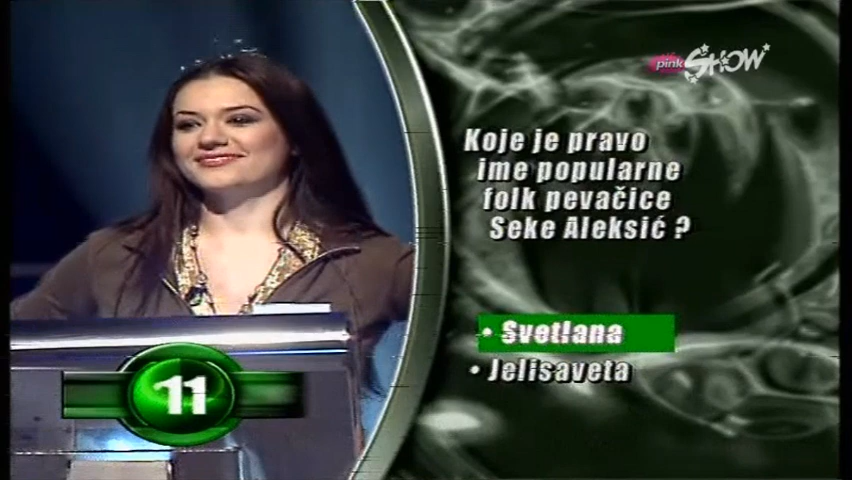 pink SHOW
Koje je pravo
ime popularne
folk pevačice
Seke Aleksić ?
• Svetlana
• Jelisaveta
11